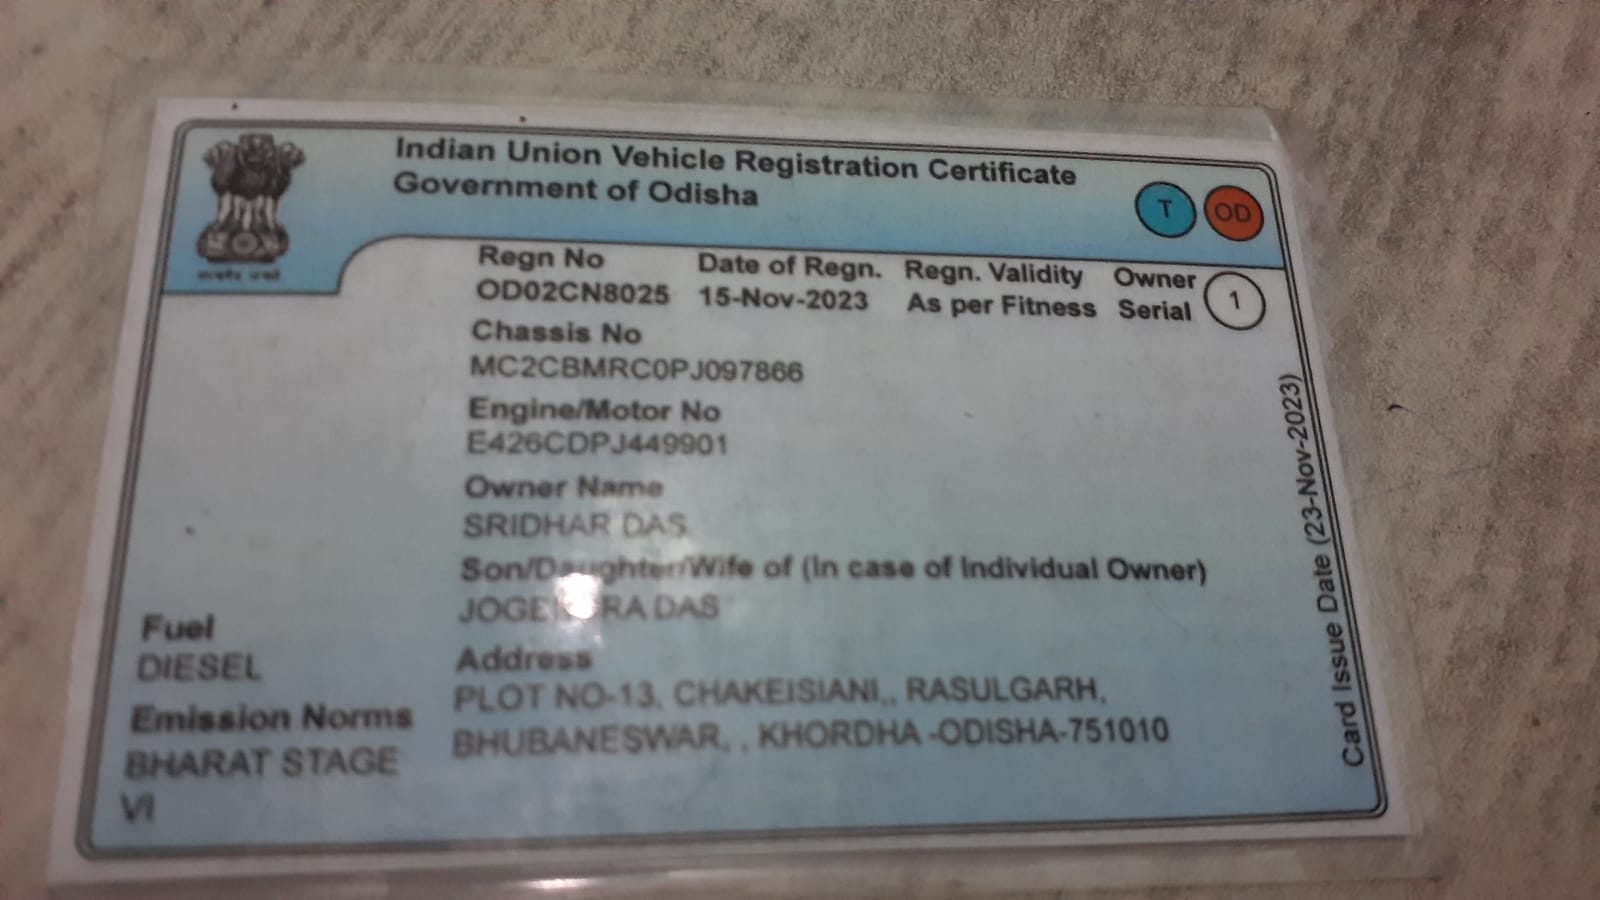 Indian Union Vehicle Registration Certificate
Government of Odisha
T OD
Regn No Date of Regn. Regn. Validity Owner Serial 1
OD02CN8025 15-Nov-2023 As per Fitness
Chassis No
MC2CBMRC0PJ097866
Engine/Motor No
E426CDPJ449901
Owner Name
SRIDHAR DAS
Son/Daughter/Wife of (In case of Individual Owner)
DAS
Fuel
DIESEL
Emission Norms
BHARAT STAGE
VI
Address
PLOT NO-13, CHAKEISIANI,, RASULGARH,
BHUBANESWAR, , KHORDHA -ODISHA-751010
Card Issue Date (23-Nov-2023)